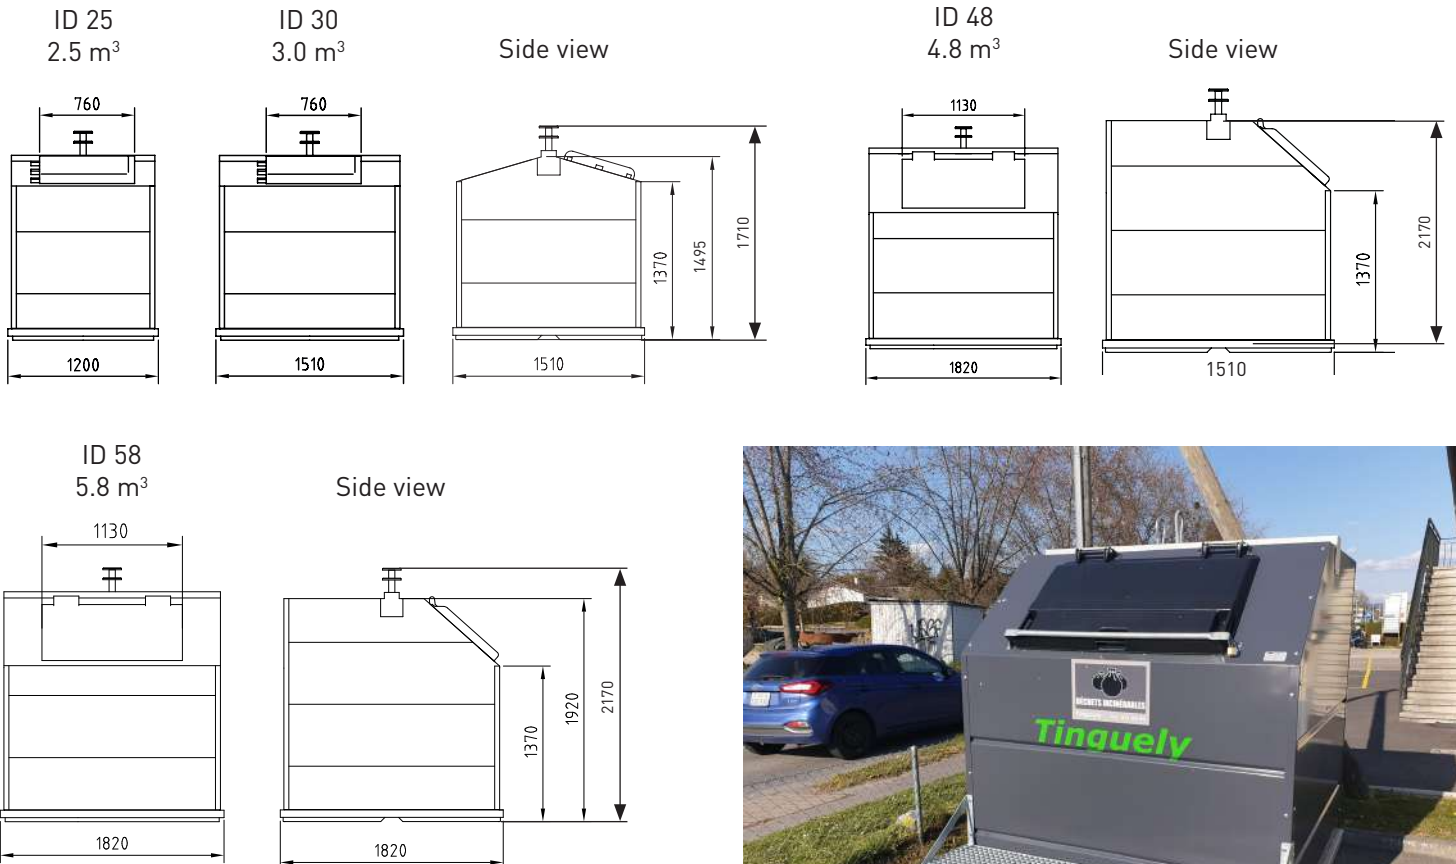 ID 25
2.5 m³
ID 30
3.0 m³
Side view
ID 48
4.8 m³
Side view
760
760
1130
1370
1495
1710
1370
2170
1200
1510
1510
1820
1510
ID 58
5.8 m³
Side view
1130
1370
1920
2170
1820
1820
DÉCHETS INCINÉRABLES
Tinguely